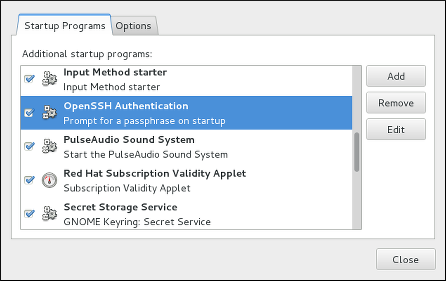 Startup Programs
Options
Additional startup programs:
Input Method starter
Input Method starter
OpenSSH Authentication
Prompt for a passphrase on startup
PulseAudio Sound System
Start the PulseAudio Sound System
Red Hat Subscription Validity Applet
Subscription Validity Applet
Secret Storage Service
GNOME Keyring: Secret Service
Add
Remove
Edit
Close